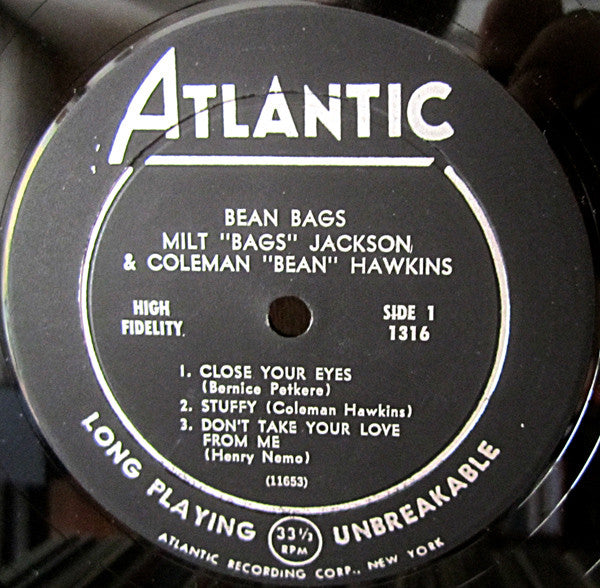 ATLANTIC
BEAN BAGS
MILT "BAGS" JACKSON
& COLEMAN "BEAN" HAWKINS
HIGH
FIDELITY
SIDE 1
1316
1. CLOSE YOUR EYES
(Bernice Petkere)
2. STUFFY (Coleman Hawkins)
3. DON'T TAKE YOUR LOVE
FROM ME
(Henry Nemo)
(11653)
LONG PLAYING 33 1/3 RPM UNBREAKABLE
ATLANTIC RECORDING CORP., NEW YORK